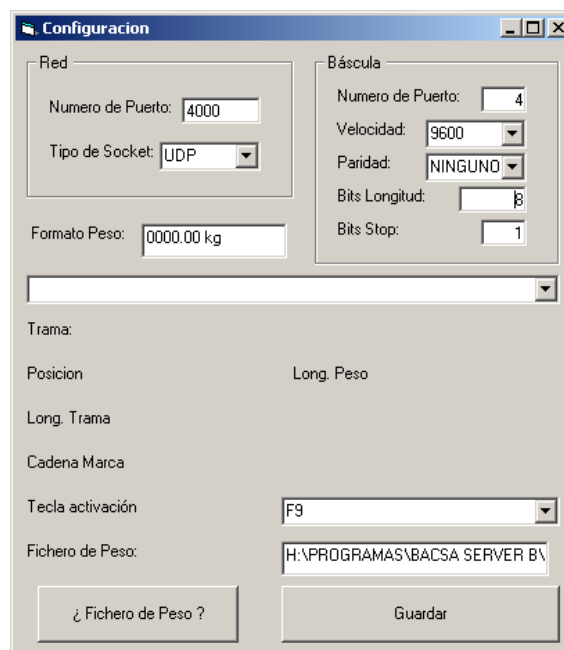 Configuracion
Red
Numero de Puerto: 4000
Tipo de Socket: UDP
Báscula
Numero de Puerto: 4
Velocidad: 9600
Paridad: NINGUNO
Bits Longitud: 8
Bits Stop: 1
Formato Peso: 0000.00 kg
Trama:
Posicion Long. Peso
Long. Trama
Cadena Marca
Tecla activación F9
Fichero de Peso: H:\PROGRAMAS\BACSA SERVER B\
¿ Fichero de Peso ? Guardar